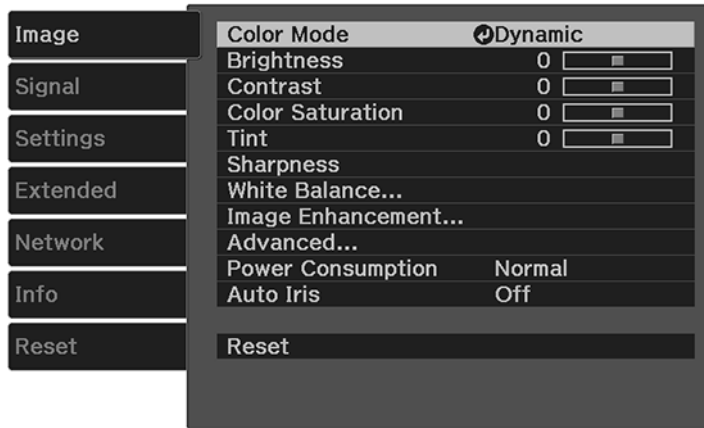 Image
Signal
Settings
Extended
Network
Info
Reset
Color Mode Dynamic
Brightness 0
Contrast 0
Color Saturation 0
Tint 0
Sharpness
White Balance...
Image Enhancement...
Advanced...
Power Consumption Normal
Auto Iris Off
Reset